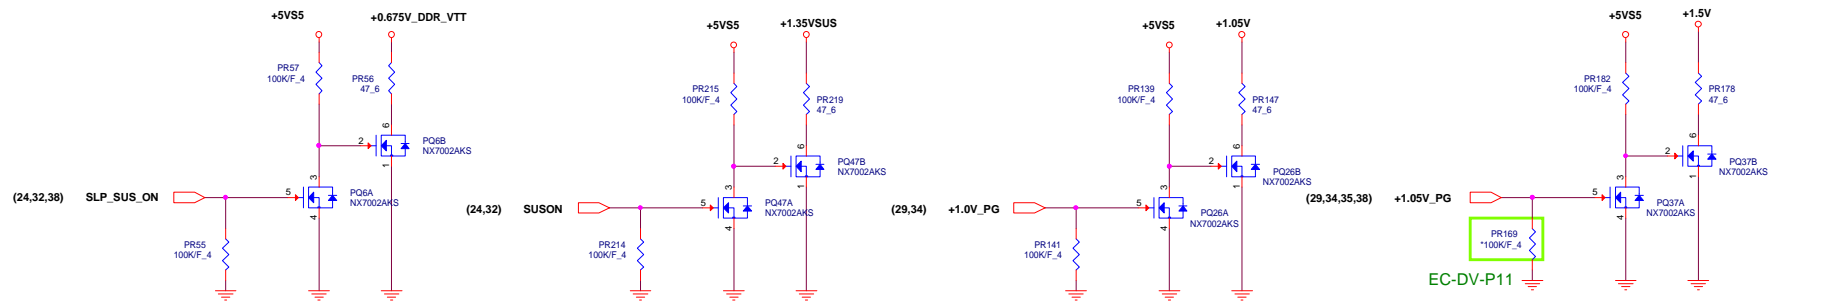 +5VS5
+0.675V_DDR_VTT
PR57
100K/F_4
PR56
47_6
6
2
PQ6B
NX7002AKS
1
3
(24,32,38)
SLP_SUS_ON
5
PQ6A
NX7002AKS
4
PR55
100K/F_4
+5VS5
+1.35VSUS
PR215
100K/F_4
PR219
47_6
6
2
PQ47B
NX7002AKS
1
3
(24,32)
SUSON
5
PQ47A
NX7002AKS
4
PR214
100K/F_4
+5VS5
+1.05V
PR139
100K/F_4
PR147
47_6
6
2
PQ26B
NX7002AKS
1
3
(29,34)
+1.0V_PG
5
PQ26A
NX7002AKS
4
PR141
100K/F_4
+5VS5
+1.5V
PR182
100K/F_4
PR178
47_6
6
2
PQ37B
NX7002AKS
1
3
(29,34,35,38)
+1.05V_PG
5
PQ37A
NX7002AKS
4
PR169
*100K/F_4
EC-DV-P11